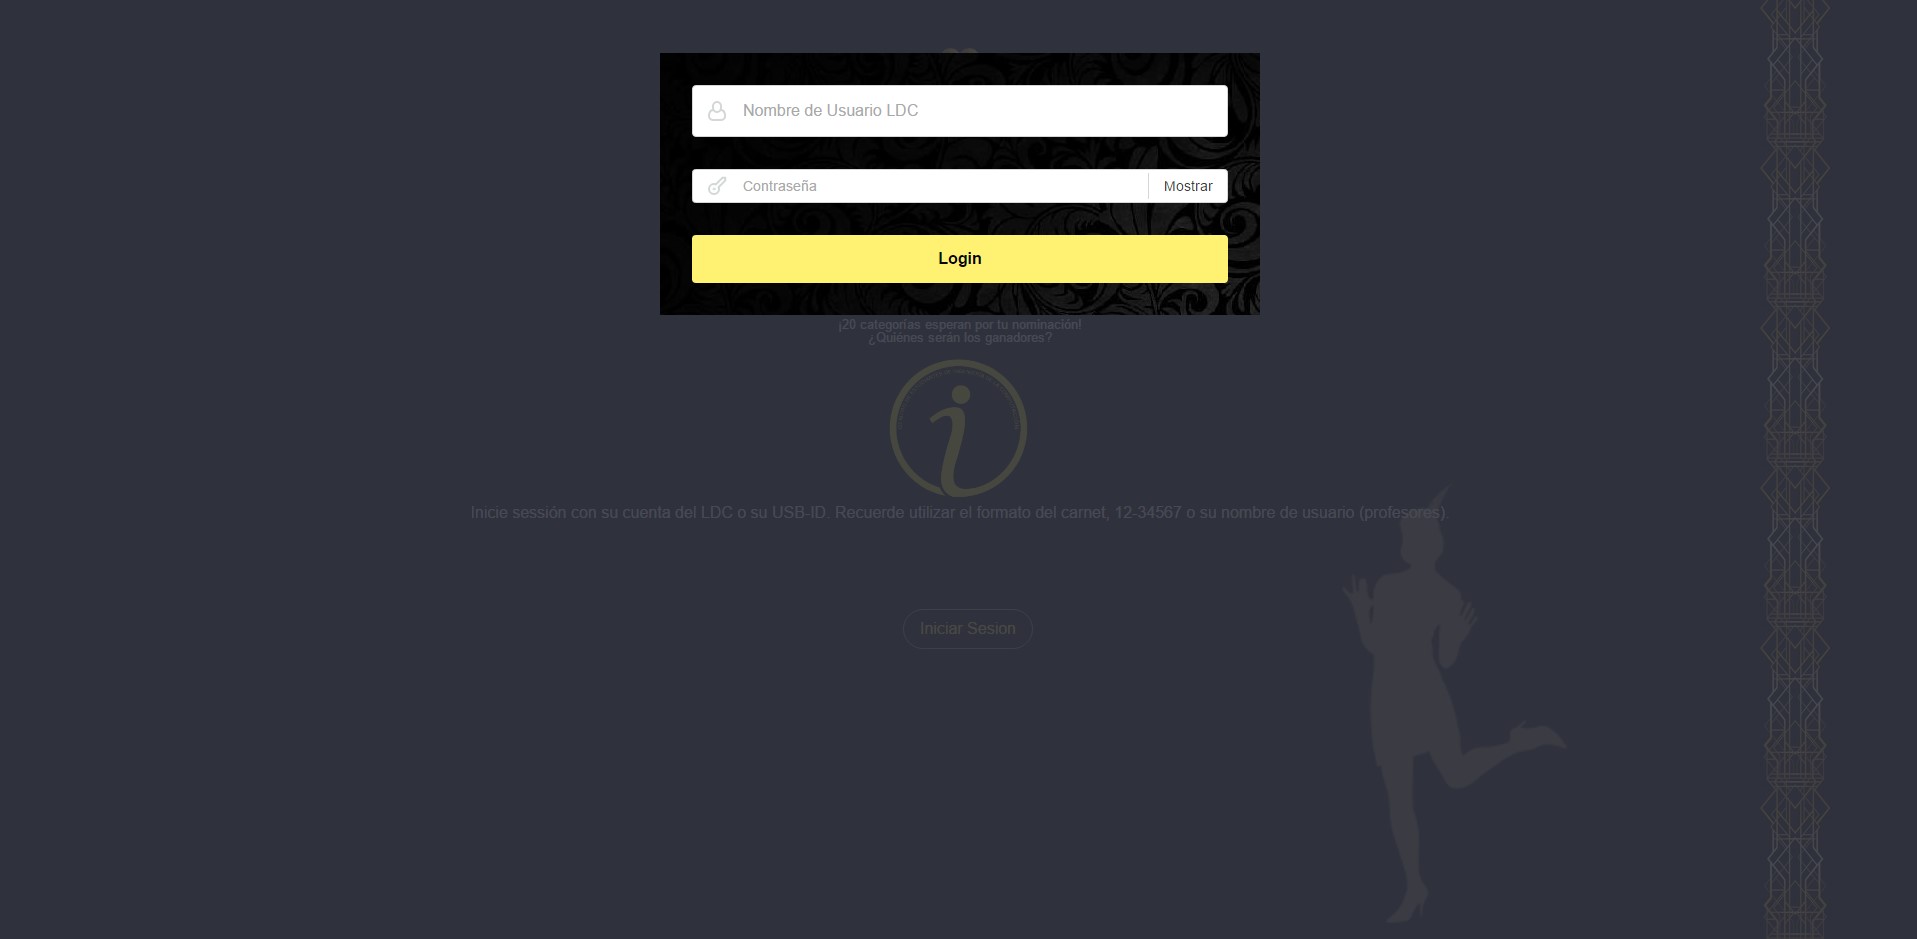 Nombre de Usuario LDC
Contraseña Mostrar
Login
¡20 categorías esperan por tu nominación!
¿Quiénes serán los ganadores?
i
Inicie sessión con su cuenta del LDC o su USB-ID. Recuerde utilizar el formato del carnet, 12-34567 o su nombre de usuario (profesores).
Iniciar Sesion